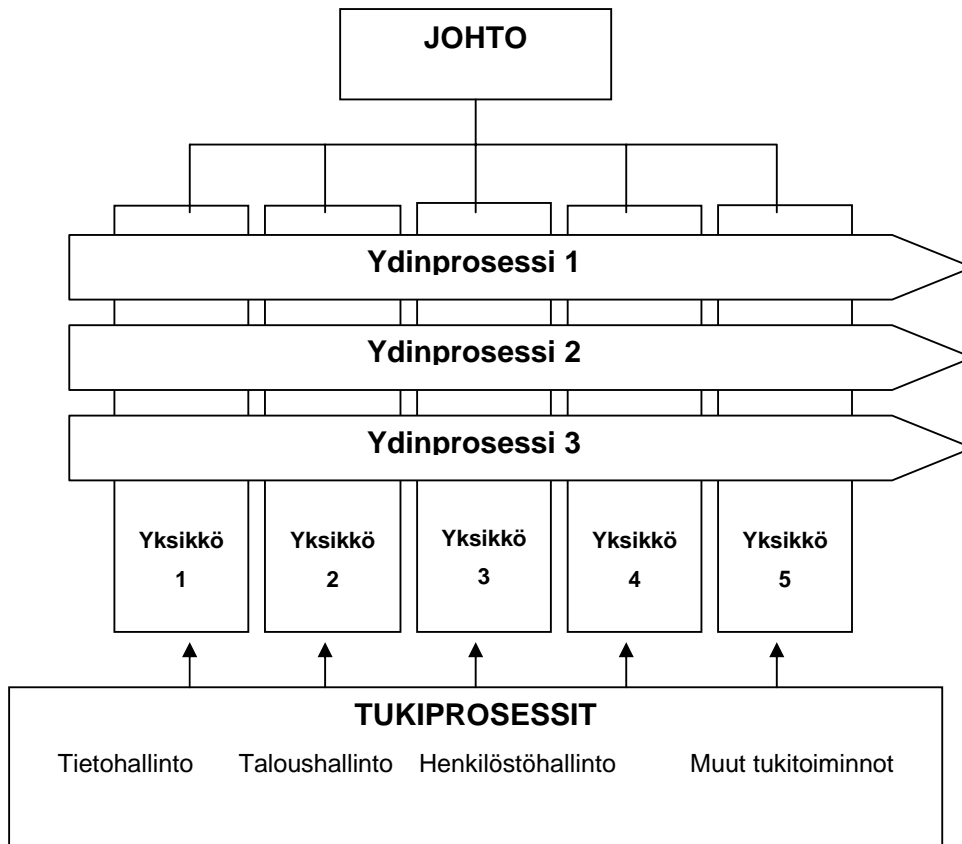 JOHTO
Ydinprosessi 1
Ydinprosessi 2
Ydinprosessi 3
Yksikkö
1
Yksikkö
2
Yksikkö
3
Yksikkö
4
Yksikkö
5
TUKIPROSESSIT
Tietohallinto
Taloushallinto
Henkilöstöhallinto
Muut tukitoiminnot